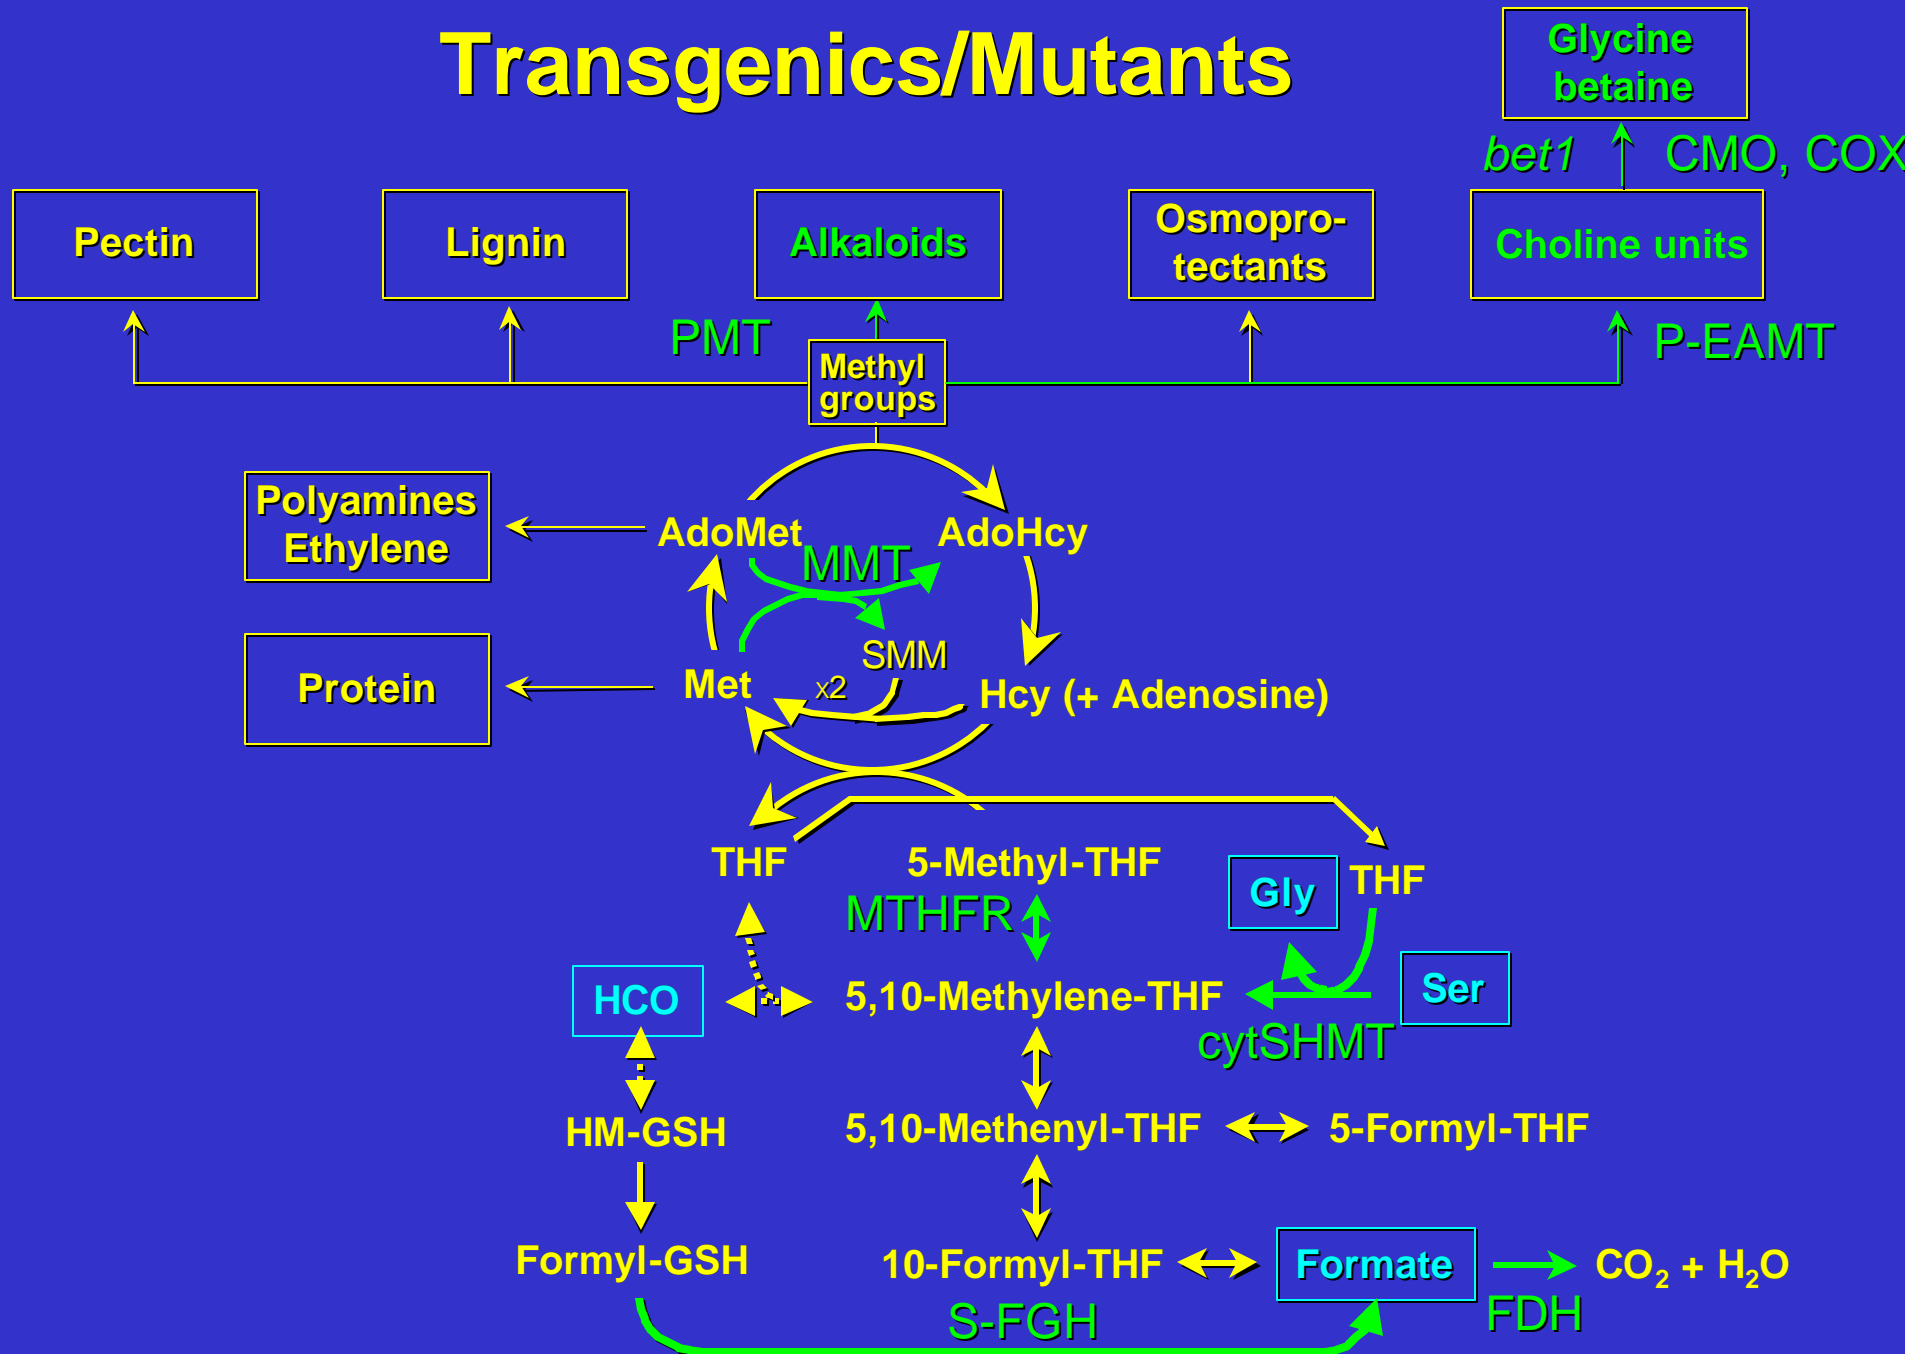 Transgenics/Mutants
Glycine
betaine
bet1
CMO, COX
Pectin
Lignin
Alkaloids
Osmopro-
tectants
Choline units
PMT
P-EAMT
Methyl
groups
Polyamines
Ethylene
AdoMet
AdoHcy
MMT
SMM
Protein
Met
x2
Hcy (+ Adenosine)
THF
5-Methyl-THF
Gly
THF
MTHFR
HCO
5,10-Methylene-THF
Ser
cytSHMT
HM-GSH
5,10-Methenyl-THF
5-Formyl-THF
Formyl-GSH
10-Formyl-THF
Formate
CO2 + H2O
S-FGH
FDH